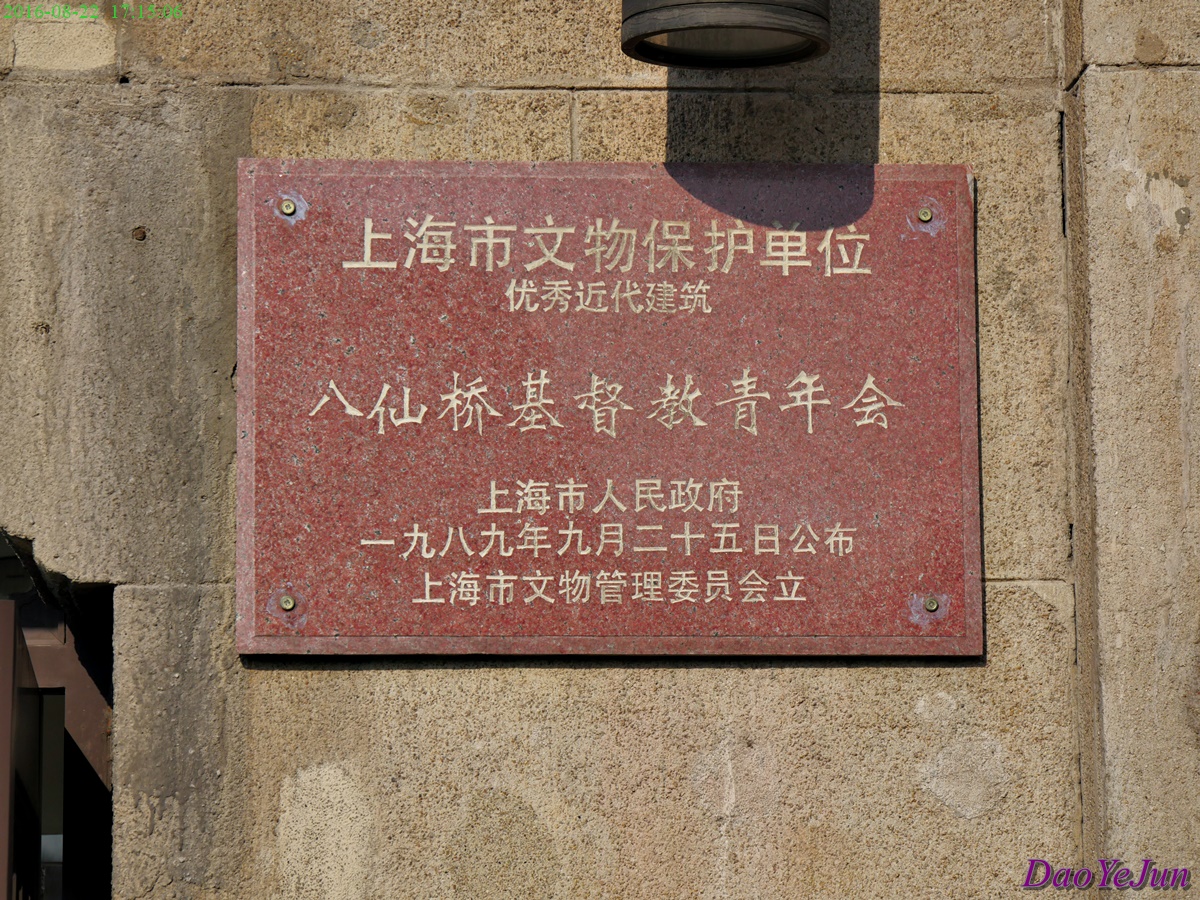 2016-08-22 17:15:06
上海市文物保护单位
优秀近代建筑
八仙桥基督教青年会
上海市人民政府
一九八九年九月二十五日公布
上海市文物管理委员会立
DaoYeJun